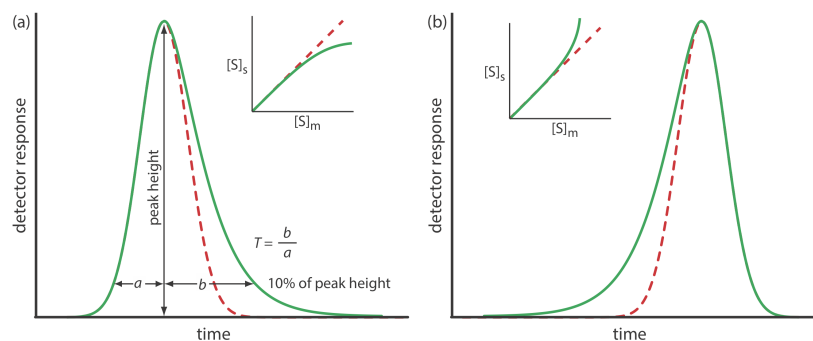 (a)
detector response
peak height
[S]s
[S]m
T = b
a
a
b
10% of peak height
time
(b)
detector response
[S]s
[S]m
time